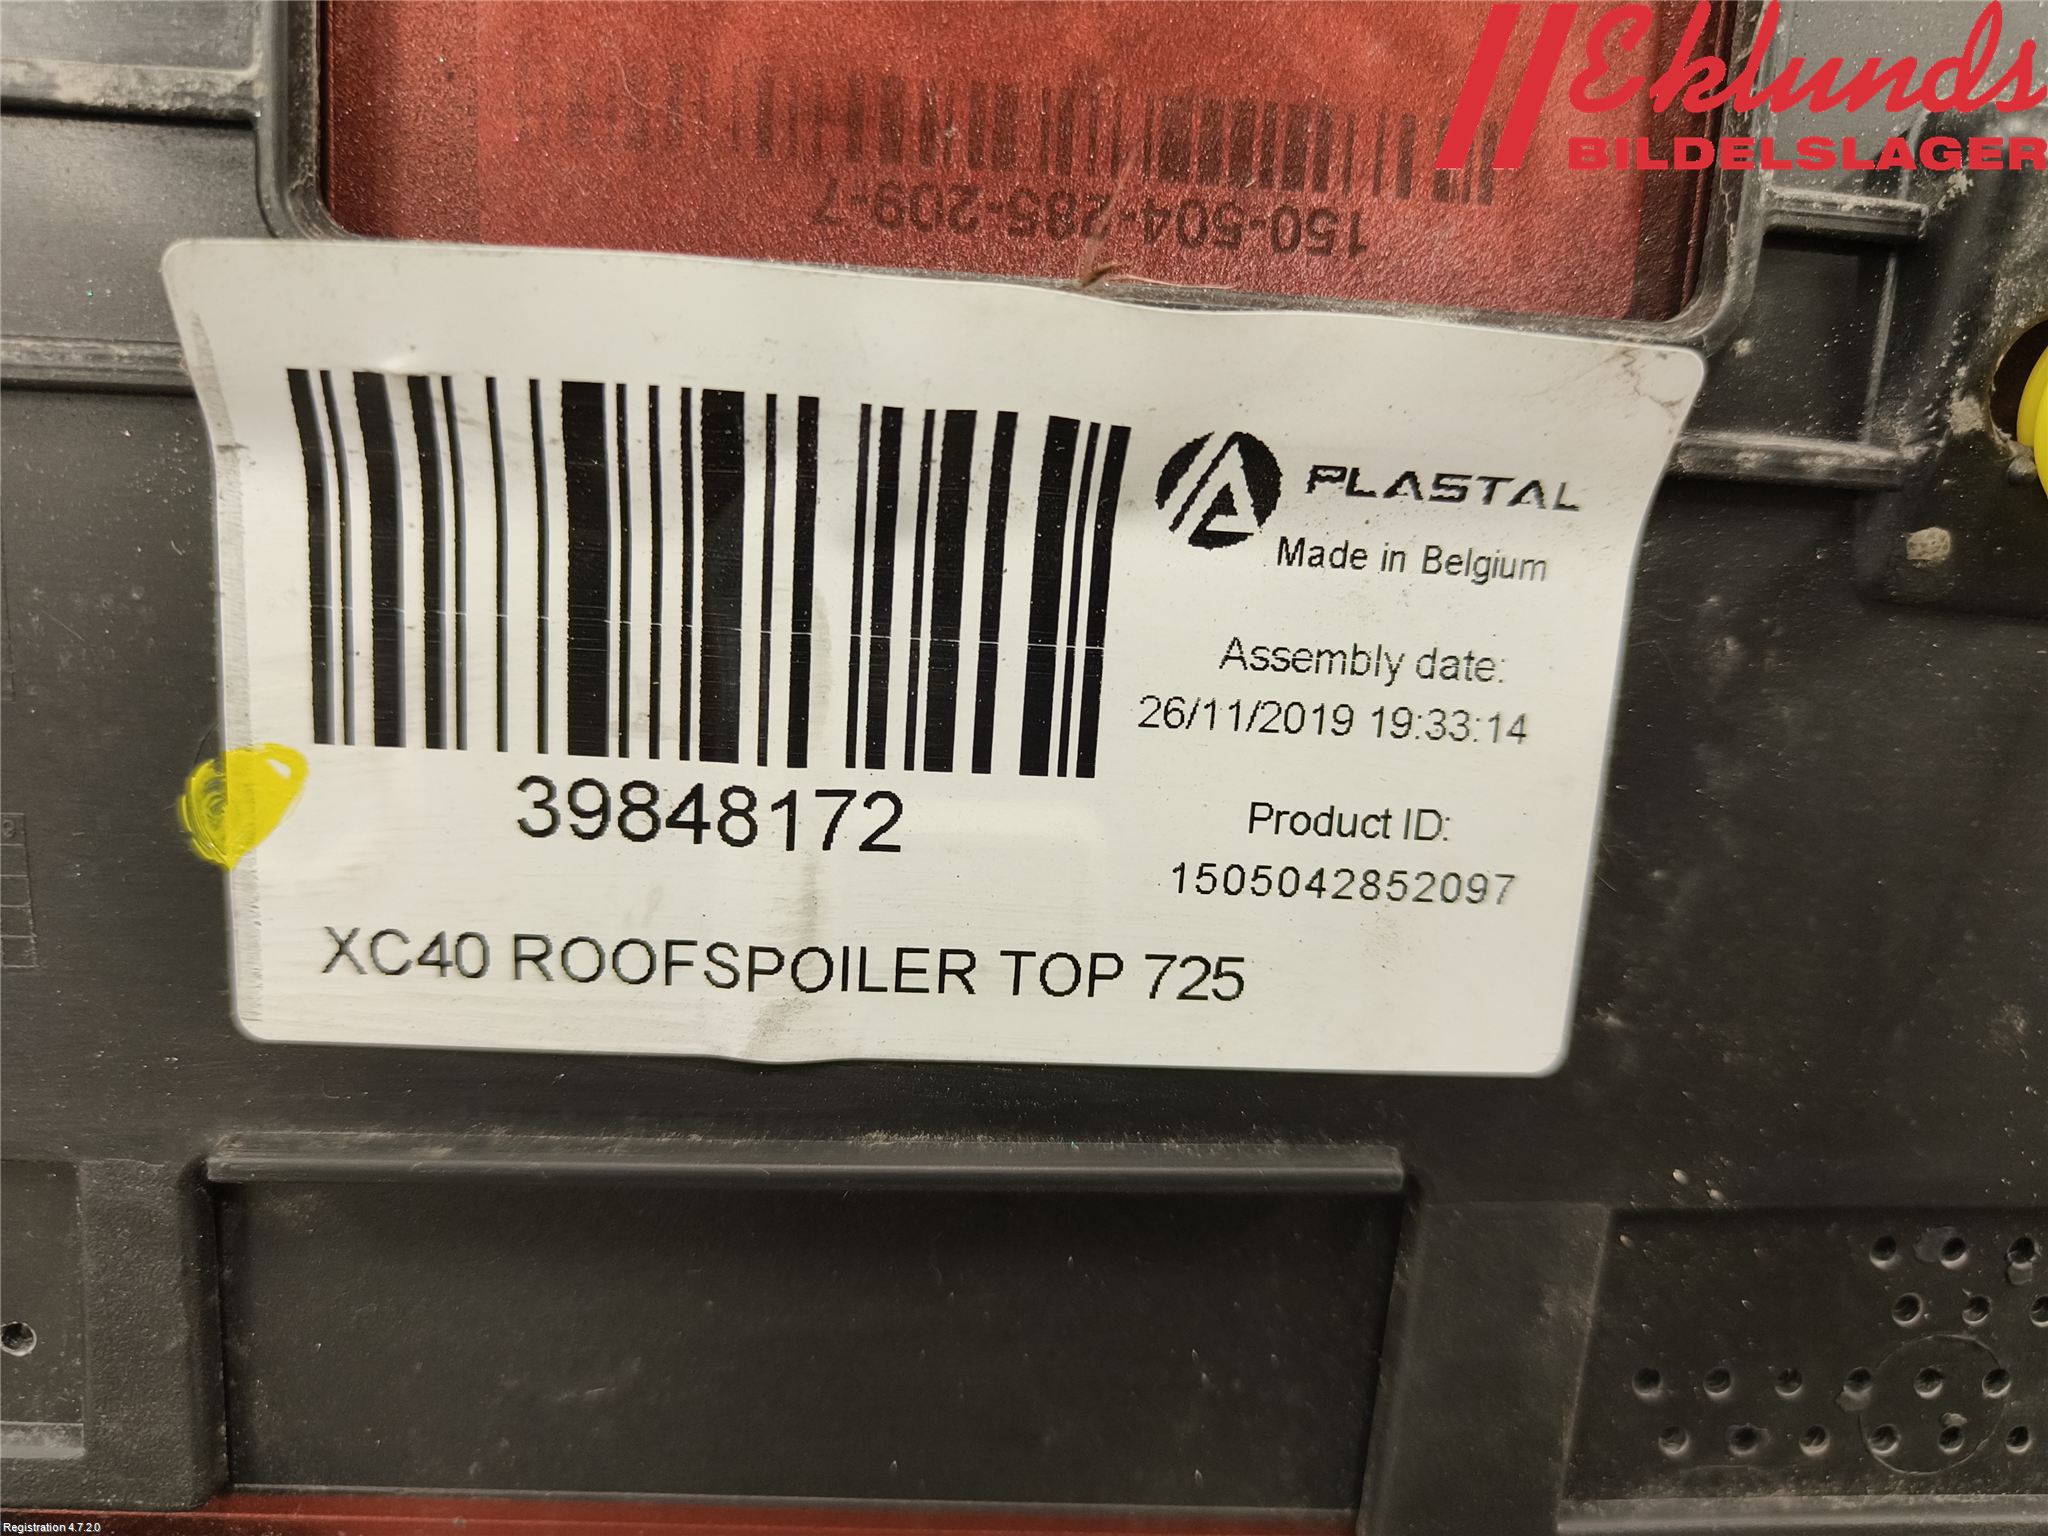 Eklunds
BILDELSLAGER
150-504-285-209-7
PLASTAL
Made in Belgium
Assembly date:
26/11/2019 19:33:14
39848172
Product ID:
1505042852097
XC40 ROOFSPOILER TOP 725
Registration 4.7.2.0